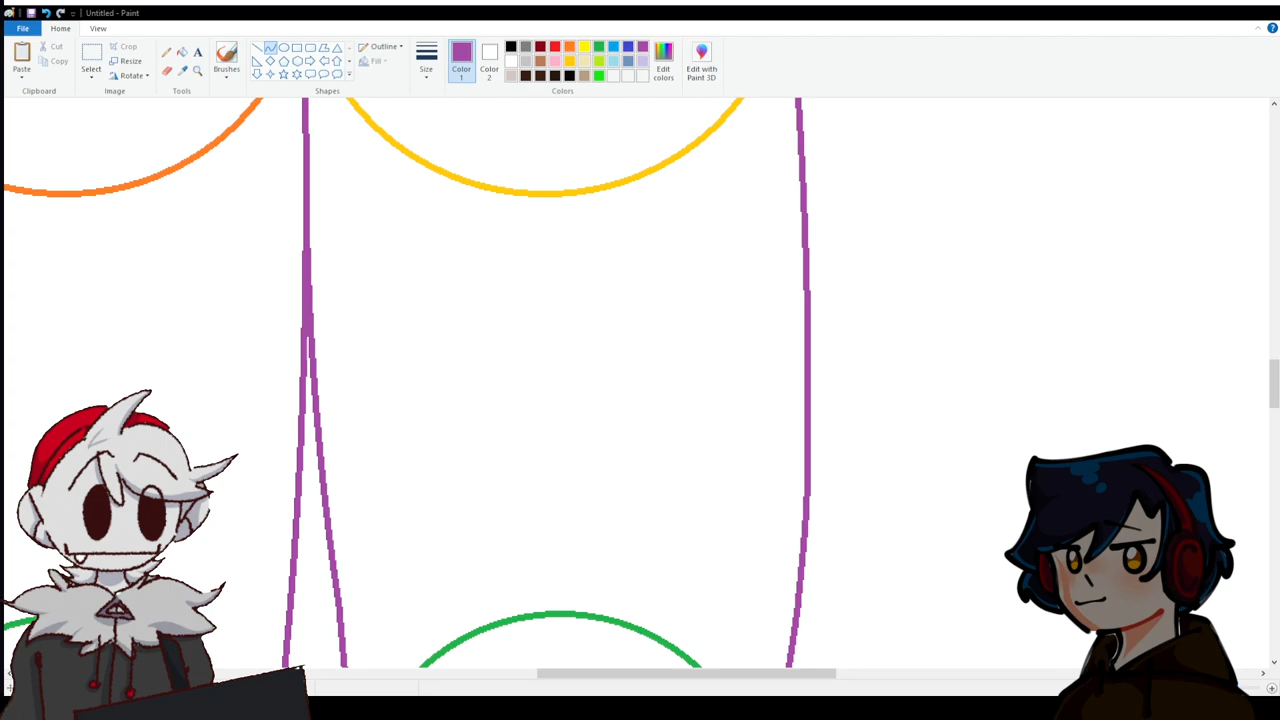 Untitled - Paint
File Home View
Paste
Cut
Copy
Clipboard
Select
Crop
Resize
Rotate
Image
A
Tools
Brushes
Outline
Fill
Shapes
Size
Color 1
Color 2
Edit colors
Colors
Edit with Paint 3D